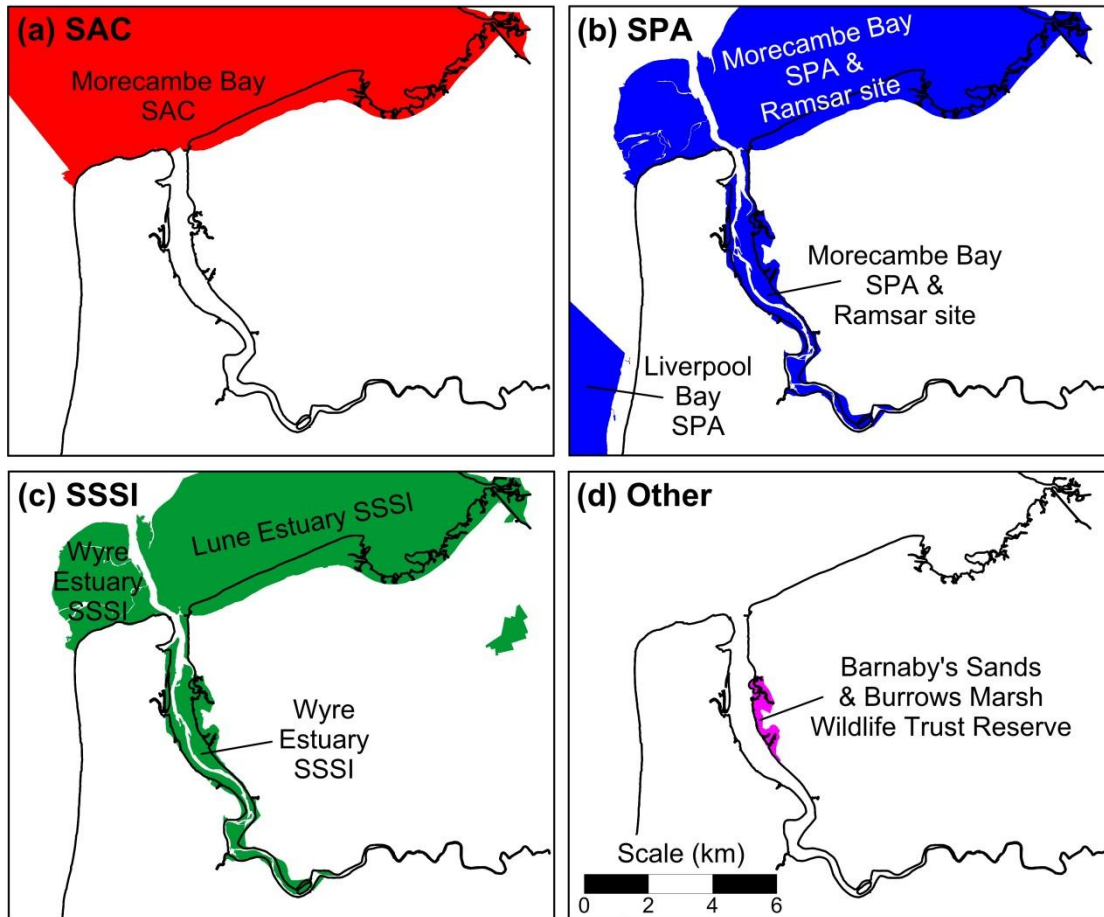 (a) SAC
Morecambe Bay
SAC
(b) SPA
Morecambe Bay
SPA &
Ramsar site
Morecambe Bay
SPA &
Ramsar site
Liverpool
Bay
SPA
(c) SSSI
Lune Estuary SSSI
Wyre
Estuary
SSSI
Wyre
Estuary
SSSI
(d) Other
Barnaby's Sands
& Burrows Marsh
Wildlife Trust Reserve
Scale (km)
0 2 4 6